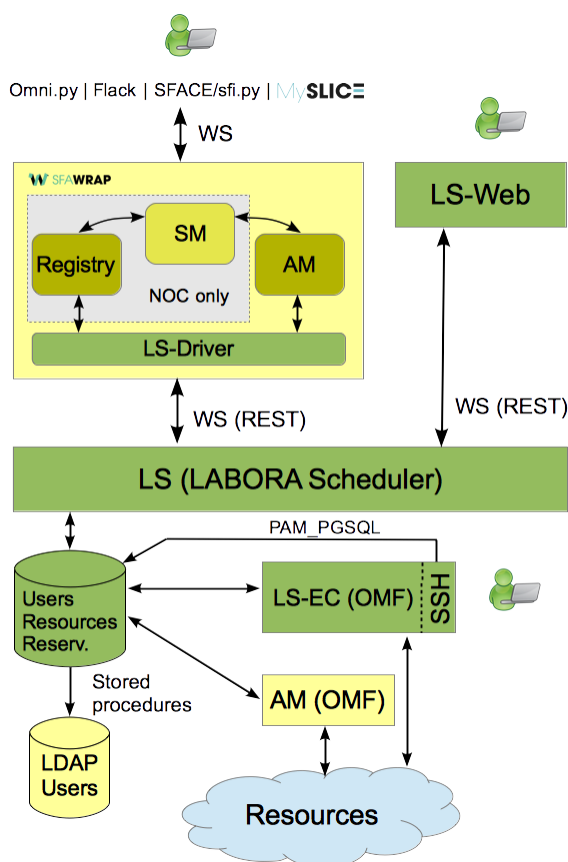 Omni.py | Flack | SFACE/sfi.py | MySLICE
WS
SFAWRAP
SM
Registry
AM
NOC only
LS-Driver
LS-Web
WS (REST)
WS (REST)
LS (LABORA Scheduler)
PAM_PGSQL
Users
Resources
Reserv.
LS-EC (OMF)
SSH
Stored
procedures
AM (OMF)
LDAP
Users
Resources